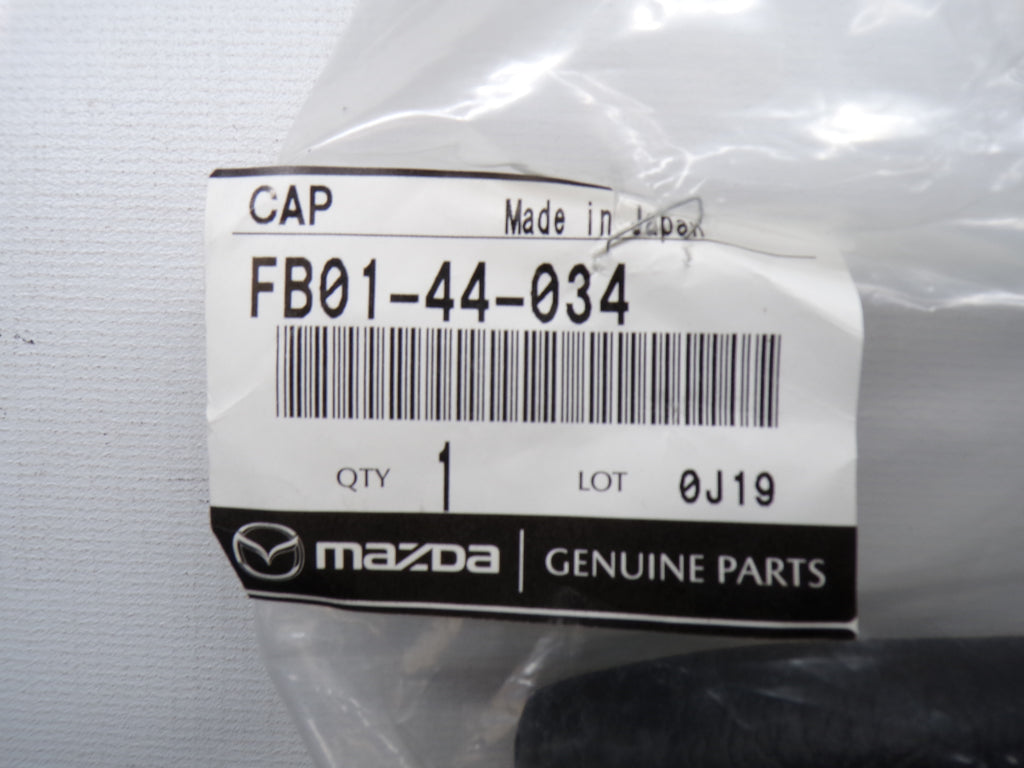 CAP Made in Japan
FB01-44-034
QTY 1 LOT 0J19
mazda GENUINE PARTS